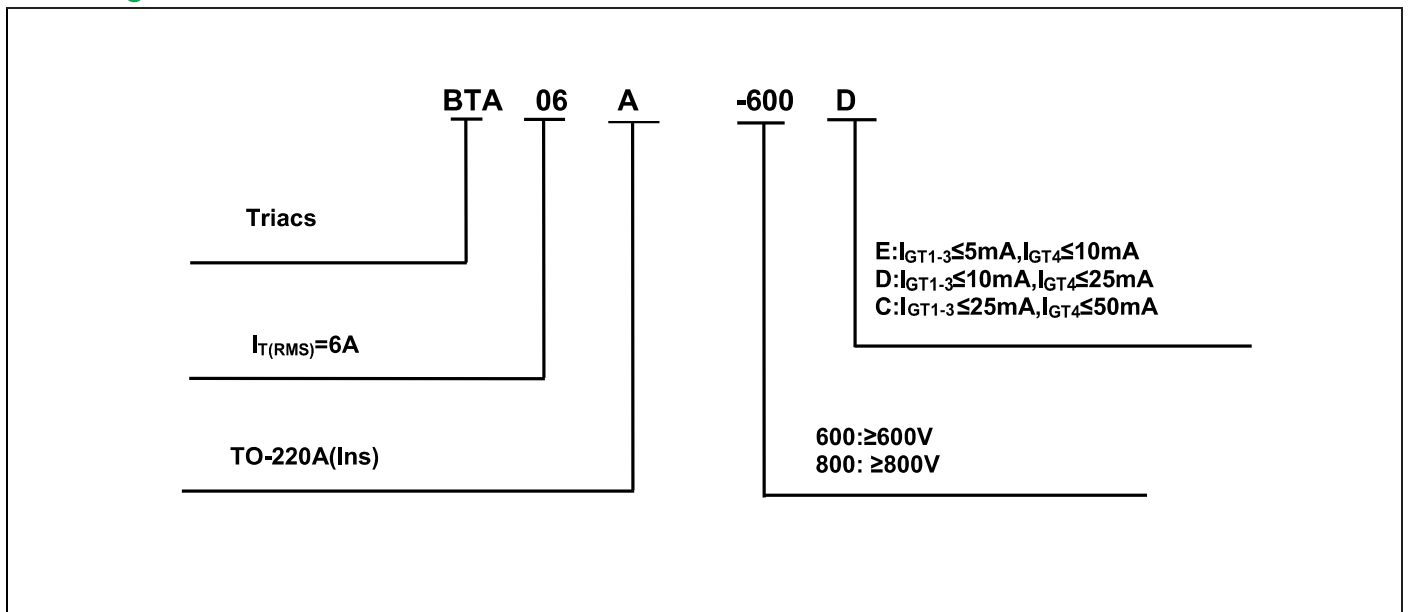 BTA 06 A -600 D
Triacs
E:IGT1-3≤5mA,IGT4≤10mA
D:IGT1-3≤10mA,IGT4≤25mA
C:IGT1-3≤25mA,IGT4≤50mA
IT(RMS)=6A
600:≥600V
800: ≥800V
TO-220A(Ins)